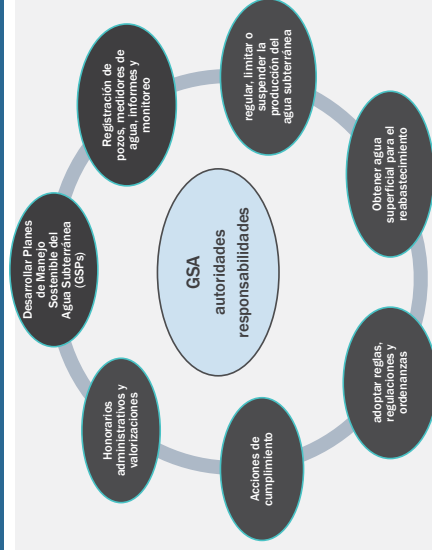 GSA
autoridades
responsabilidades
Desarrollar Planes
de Manejo
Sostenible del
Agua Subterránea
(GSPs)
Registración de
pozos, medidores de
agua, informes y
monitoreo
regular, limitar o
suspender la
producción del
agua subterránea
Obtener agua
superficial para el
reabastecimiento
adoptar reglas,
regulaciones y
ordenanzas
Acciones de
cumplimiento
Honorarios
administrativos y
valorizaciones